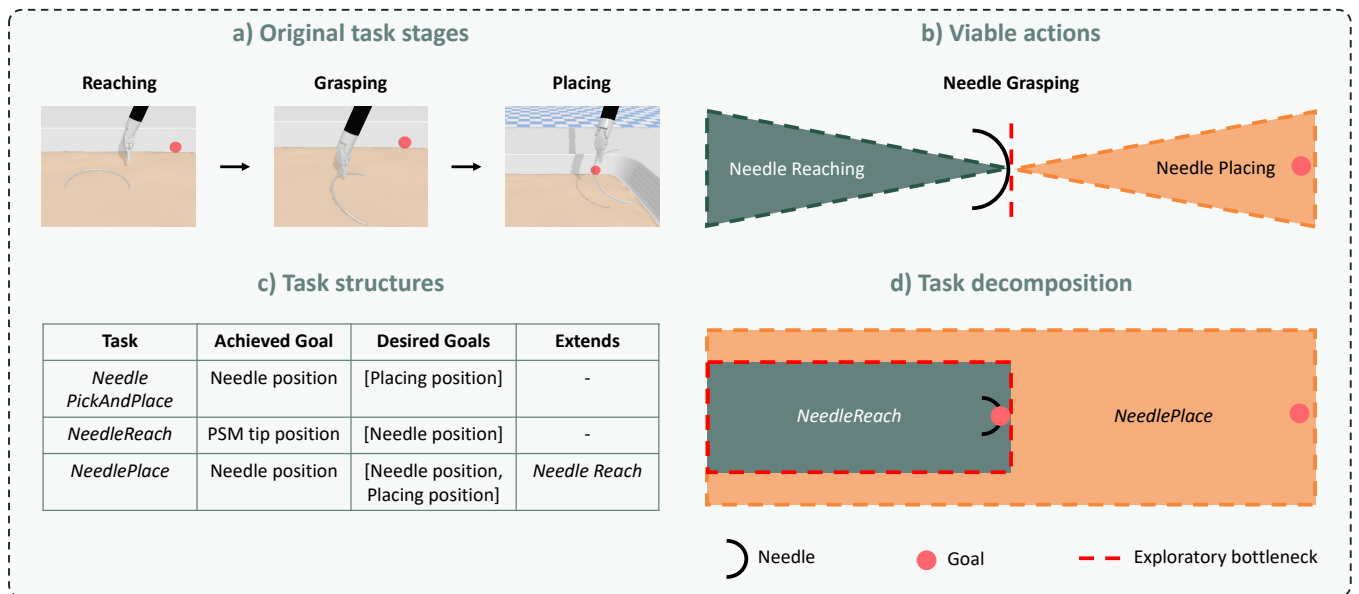 a) Original task stages
Reaching
Grasping
Placing
b) Viable actions
Needle Grasping
Needle Reaching
Needle Placing
c) Task structures
Task Achieved Goal Desired Goals Extends
Needle Needle position [Placing position] -
PickAndPlace
NeedleReach PSM tip position [Needle position] -
NeedlePlace Needle position [Needle position, Needle Reach
Placing position]
d) Task decomposition
NeedleReach
NeedlePlace
Needle
Goal
Exploratory bottleneck